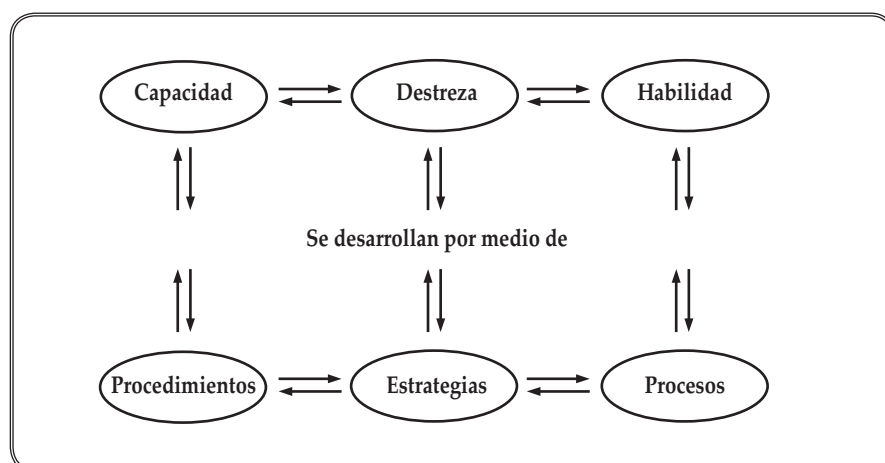 Capacidad Destreza Habilidad
Se desarrollan por medio de
Procedimientos Estrategias Procesos